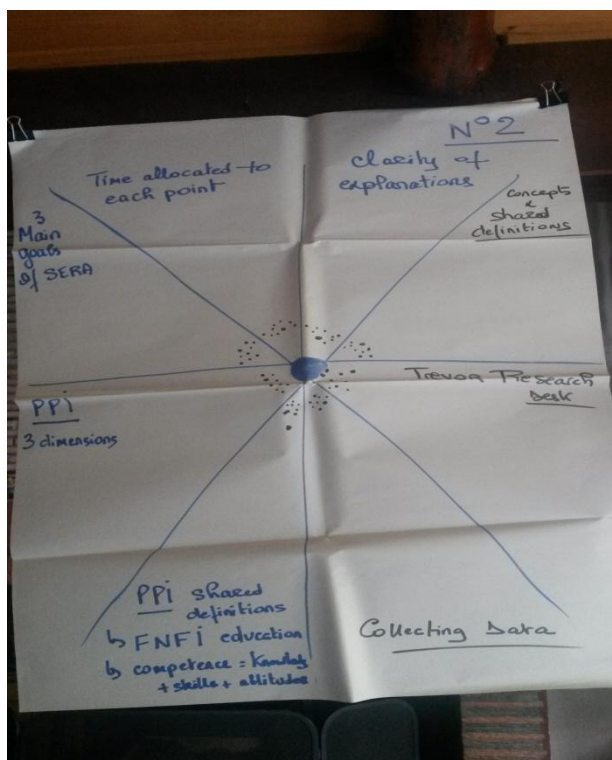 N°2
Time allocated to
each point
clarity of
explanations
concepts
&
shared
definitions
3
Main
goals
of SERA
Trevor Research
Desk
PPi
3 dimensions
PPi shared
definitions
↳ FNFI education
↳ competence = Knowledge
+ skills + attitudes
Collecting Data